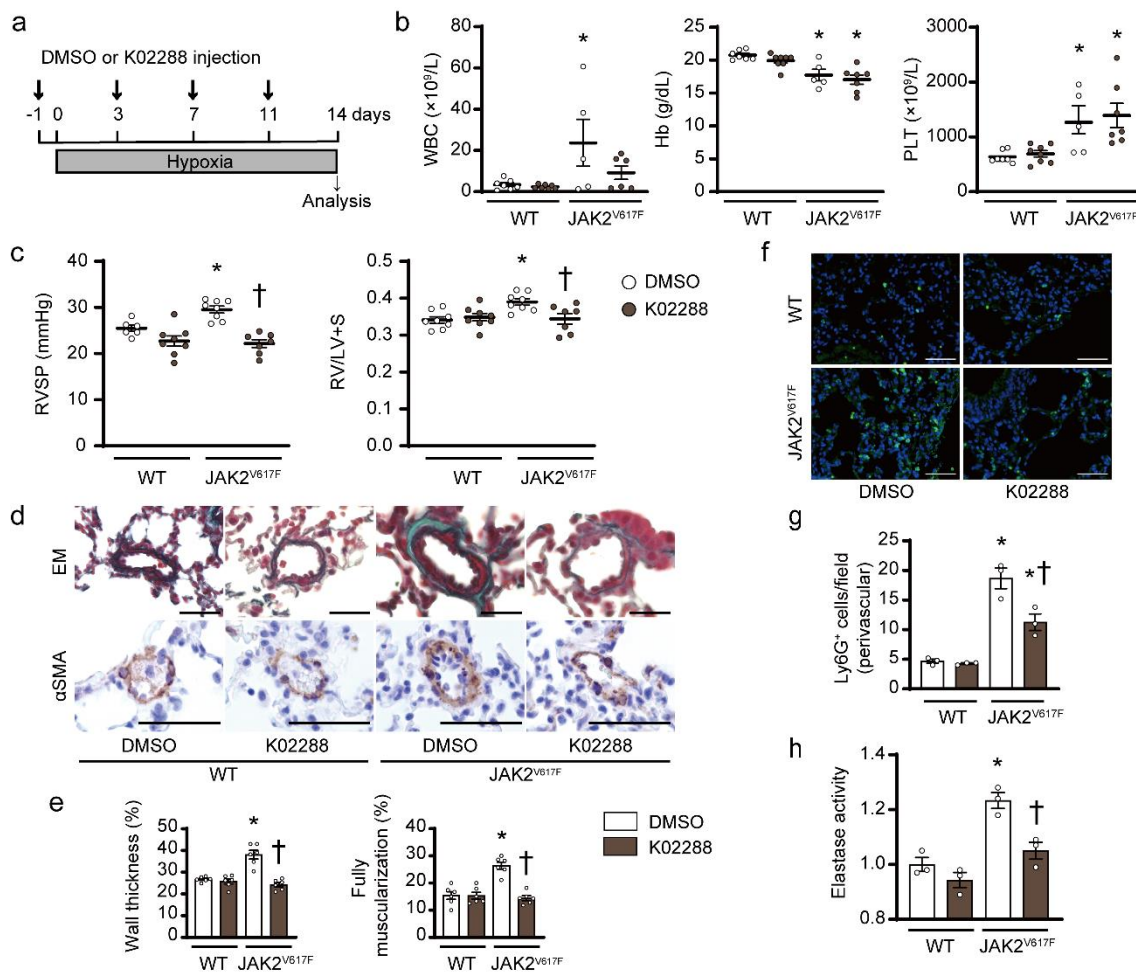 a
DMSO or K02288 injection
-1 0 3 7 11 14 days
Hypoxia
Analysis
b
WBC (×10⁹/L)
80
60
40
20
0
*
WT JAK2V617F
Hb (g/dL)
25
20
15
10
5
0
* *
WT JAK2V617F
PLT (×10⁹/L)
3000
2000
1000
0
* *
WT JAK2V617F
c
RVSP (mmHg)
40
30
20
10
0
* †
WT JAK2V617F
RV/LV+S
0.5
0.4
0.3
0.2
0.1
0.0
* †
WT JAK2V617F
DMSO
K02288
d
EM
αSMA
DMSO K02288 DMSO K02288
WT JAK2V617F
e
Wall thickness (%)
50
40
30
20
10
0
* †
WT JAK2V617F
Fully
muscularization (%)
40
30
20
10
0
* †
WT JAK2V617F
DMSO
K02288
f
WT
JAK2V617F
DMSO K02288
g
Ly6G⁺ cells/field
(perivascular)
25
20
15
10
5
0
* *†
WT JAK2V617F
h
Elastase activity
1.4
1.2
1.0
0.8
* †
WT JAK2V617F